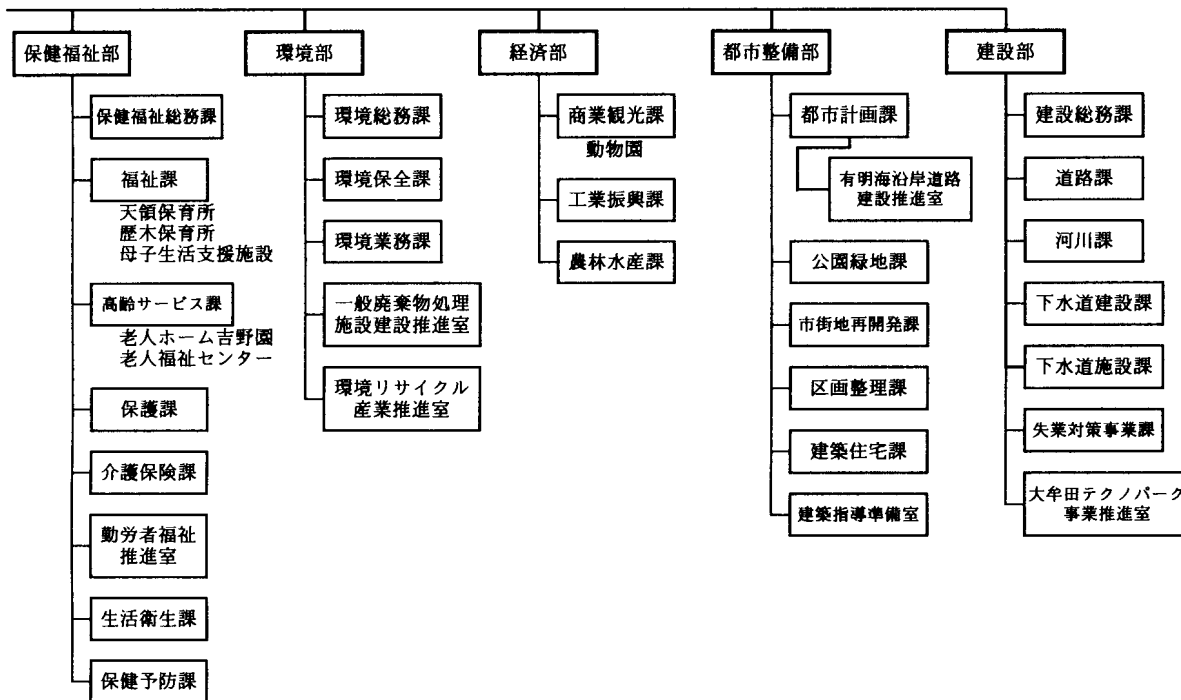 保健福祉部
保健福祉総務課
福祉課
天領保育所
歴木保育所
母子生活支援施設
高齢サービス課
老人ホーム吉野園
老人福祉センター
保護課
介護保険課
勤労者福祉
推進室
生活衛生課
保健予防課
環境部
環境総務課
環境保全課
環境業務課
一般廃棄物処理
施設建設推進室
環境リサイクル
産業推進室
経済部
商業観光課
動物園
工業振興課
農林水産課
都市整備部
都市計画課
有明海沿岸道路
建設推進室
公園緑地課
市街地再開発課
区画整理課
建築住宅課
建築指導準備室
建設部
建設総務課
道路課
河川課
下水道建設課
下水道施設課
失業対策事業課
大牟田テクノパーク
事業推進室